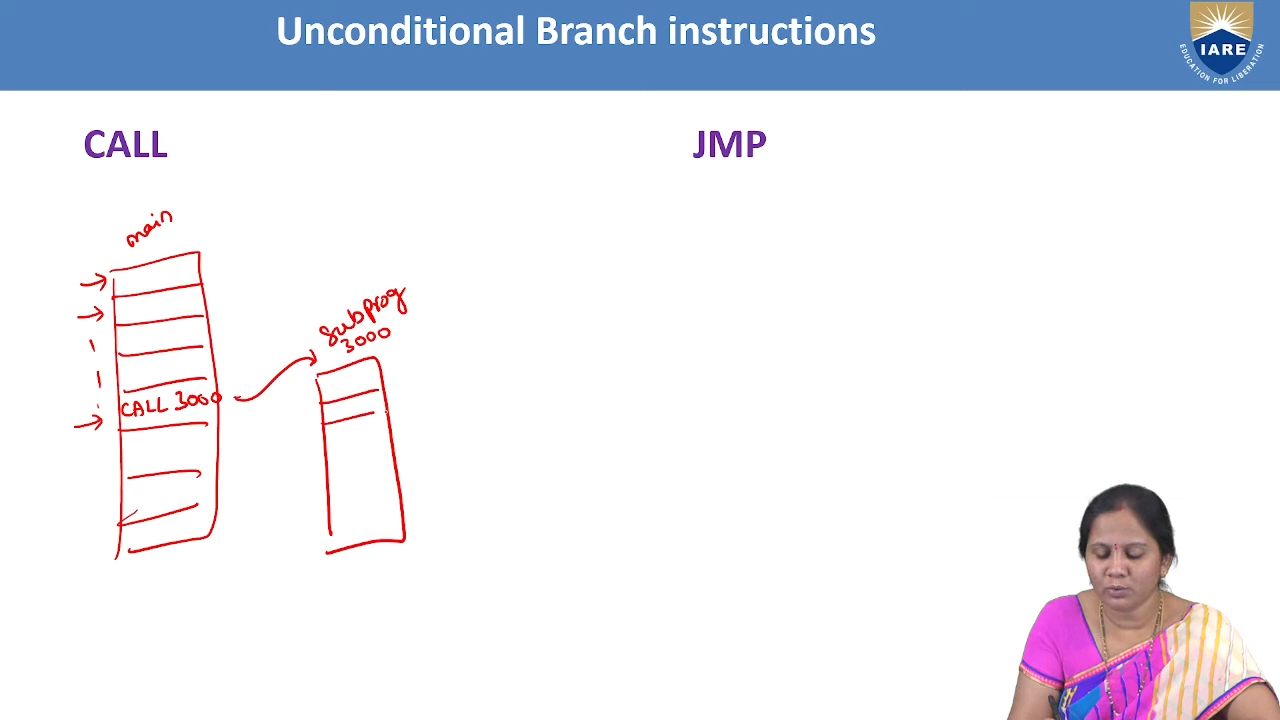 Unconditional Branch instructions
IARE
EDUCATION FOR LIBERATION
CALL
JMP
main
subprog
3000
CALL 3000